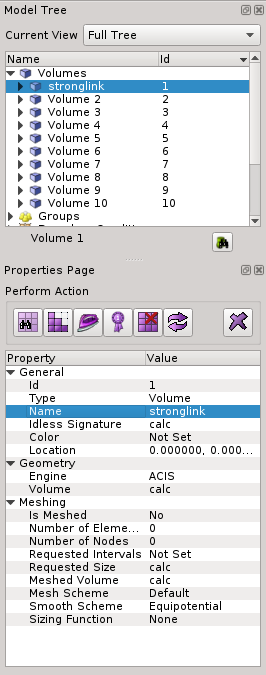 Model Tree
Current View Full Tree
Name Id
Volumes
stronglink 1
Volume 2 2
Volume 3 3
Volume 4 4
Volume 5 5
Volume 6 6
Volume 7 7
Volume 8 8
Volume 9 9
Volume 10 10
Groups
Volume 1
Properties Page
Perform Action
Property Value
General
Id 1
Type Volume
Name stronglink
Idless Signature calc
Color Not Set
Location 0.000000, 0.000...
Geometry
Engine ACIS
Volume calc
Meshing
Is Meshed No
Number of Eleme... 0
Number of Nodes 0
Requested Intervals Not Set
Requested Size calc
Meshed Volume calc
Mesh Scheme Default
Smooth Scheme Equipotential
Sizing Function None